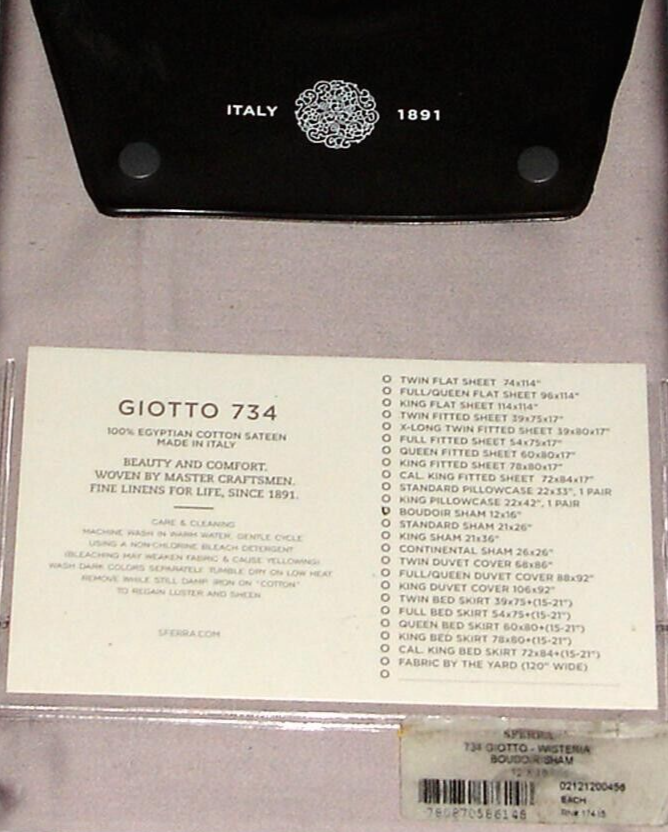 ITALY 1891
GIOTTO 734
100% EGYPTIAN COTTON SATEEN
MADE IN ITALY
BEAUTY AND COMFORT.
WOVEN BY MASTER CRAFTSMEN.
FINE LINENS FOR LIFE, SINCE 1891.
CARE & CLEANING
MACHINE WASH IN WARM WATER, GENTLE CYCLE
USING A NON-CHLORINE BLEACH DETERGENT
(BLEACHING MAY WEAKEN FABRIC & CAUSE YELLOWING)
WASH DARK COLORS SEPARATELY. TUMBLE DRY ON LOW HEAT.
REMOVE WHILE STILL DAMP. IRON ON "COTTON"
TO REGAIN LUSTER AND SHEEN.
SFERRA.COM
TWIN FLAT SHEET 74x114"
FULL/QUEEN FLAT SHEET 96x114"
KING FLAT SHEET 114x114"
TWIN FITTED SHEET 39x75x17"
X-LONG TWIN FITTED SHEET 39x80x17"
FULL FITTED SHEET 54x75x17"
QUEEN FITTED SHEET 60x80x17"
KING FITTED SHEET 78x80x17"
CAL. KING FITTED SHEET 72x84x17"
STANDARD PILLOWCASE 22x33", 1 PAIR
KING PILLOWCASE 22x42", 1 PAIR
BOUDOIR SHAM 12x16"
STANDARD SHAM 21x26"
KING SHAM 21x36"
CONTINENTAL SHAM 26x26"
TWIN DUVET COVER 68x86"
FULL/QUEEN DUVET COVER 88x92"
KING DUVET COVER 106x92"
TWIN BED SKIRT 39x75+(15-21")
FULL BED SKIRT 54x75+(15-21")
QUEEN BED SKIRT 60x80+(15-21")
KING BED SKIRT 78x80+(15-21")
CAL. KING BED SKIRT 72x84+(15-21")
FABRIC BY THE YARD (120" WIDE)
SFERRA
734 GIOTTO - WISTERIA
BOUDOIR SHAM
02121200456
EACH